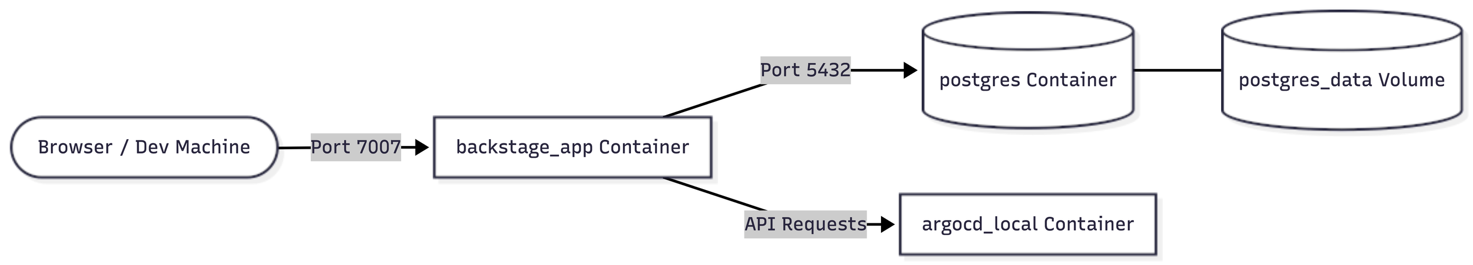 Browser / Dev Machine
Port 7007
backstage_app Container
Port 5432
postgres Container
postgres_data Volume
API Requests
argocd_local Container